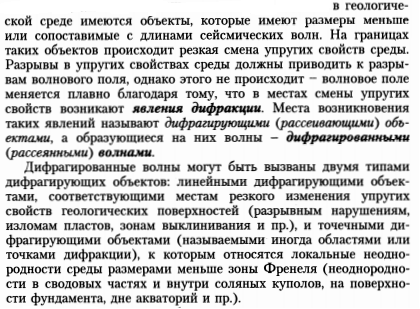 в геологиче-
ской среде имеются объекты, которые имеют размеры меньше
или сопоставимые с длинами сейсмических волн. На границах
таких объектов происходит резкая смена упругих свойств среды.
Разрывы в упругих свойствах среды должны приводить к разры-
вам волнового поля, однако этого не происходит – волновое поле
меняется плавно благодаря тому, что в местах смены упругих
свойств возникают явления дифракции. Места возникновения
таких явлений называют дифрагирующими (рассеивающими) объ-
ектами, а образующиеся на них волны – дифрагированными
(рассеянными) волнами.
Дифрагированные волны могут быть вызваны двумя типами
дифрагирующих объектов: линейными дифрагирующими объек-
тами, соответствующими местам резкого изменения упругих
свойств геологических поверхностей (разрывным нарушениям,
изломам пластов, зонам выклинивания и пр.), и точечными ди-
фрагирующими объектами (называемыми иногда областями или
точками дифракции), к которым относятся локальные неодно-
родности среды размерами меньше зоны Френеля (неоднородно-
сти в сводовых частях и внутри соляных куполов, на поверхно-
сти фундамента, дне акваторий и пр.).